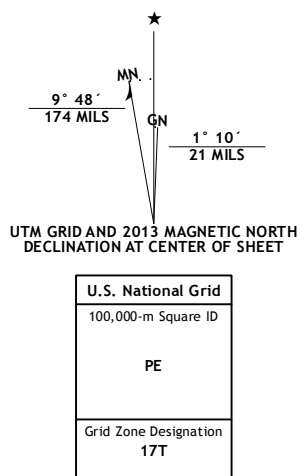 ★
MN
9° 48´
174 MILS
GN
1° 10´
21 MILS
UTM GRID AND 2013 MAGNETIC NORTH
DECLINATION AT CENTER OF SHEET
U.S. National Grid
100,000-m Square ID
PE
Grid Zone Designation
17T